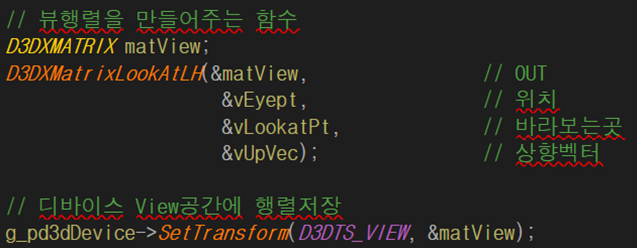 // 뷰행렬을 만들어주는 함수
D3DXMATRIX matView;
D3DXMatrixLookAtLH(&matView, // OUT
&vEyept, // 위치
&vLookatPt, // 바라보는곳
&vUpVec); // 상향벡터
// 디바이스 View공간에 행렬저장
g_pd3dDevice->SetTransform(D3DTS_VIEW, &matView);